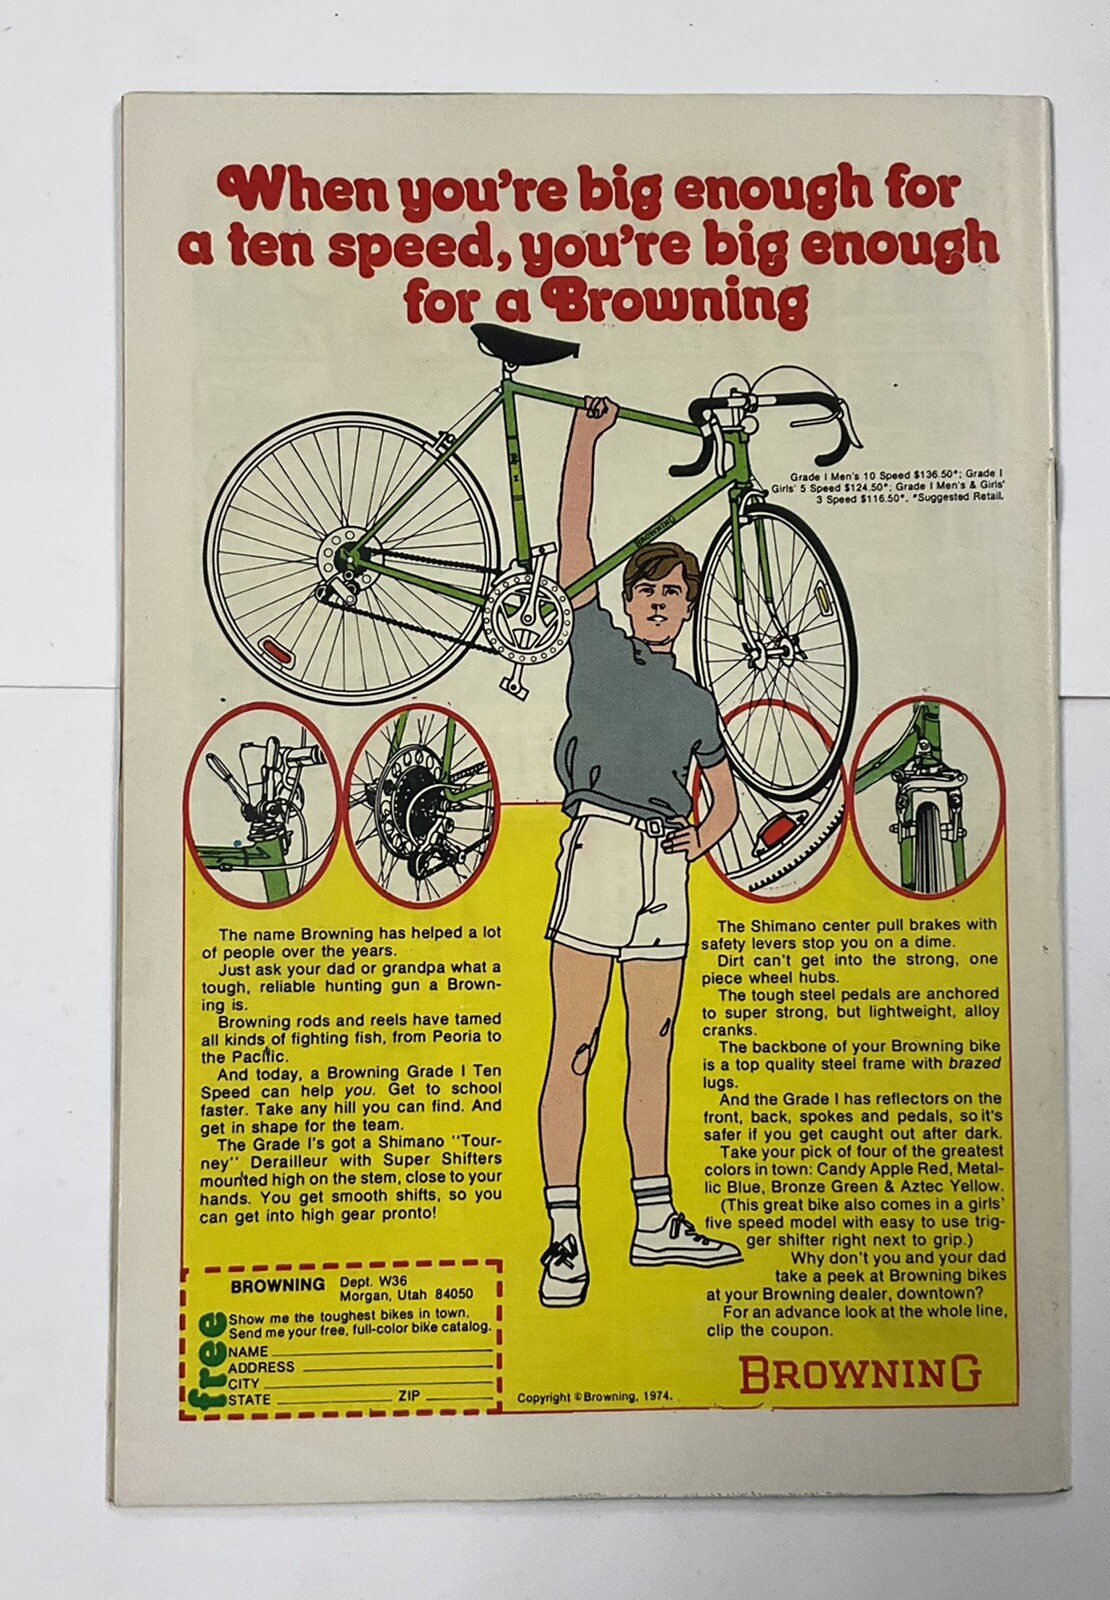 When you're big enough for
a ten speed, you're big enough
for a Browning
Grade I Men's 10 Speed $136.50*; Grade I
Girls' 5 Speed $124.50*; Grade I Men's & Girls'
3 Speed $116.50*. *Suggested Retail.
BROWNING
The name Browning has helped a lot
of people over the years.
Just ask your dad or grandpa what a
tough, reliable hunting gun a Brown-
ing is.
Browning rods and reels have tamed
all kinds of fighting fish, from Peoria to
the Pacific.
And today, a Browning Grade I Ten
Speed can help you. Get to school
faster. Take any hill you can find. And
get in shape for the team.
The Grade I's got a Shimano "Tour-
ney" Derailleur with Super Shifters
mounted high on the stem, close to your
hands. You get smooth shifts, so you
can get into high gear pronto!
The Shimano center pull brakes with
safety levers stop you on a dime.
Dirt can't get into the strong, one
piece wheel hubs.
The tough steel pedals are anchored
to super strong, but lightweight, alloy
cranks.
The backbone of your Browning bike
is a top quality steel frame with brazed
lugs.
And the Grade I has reflectors on the
front, back, spokes and pedals, so it's
safer if you get caught out after dark.
Take your pick of four of the greatest
colors in town: Candy Apple Red, Metal-
lic Blue, Bronze Green & Aztec Yellow.
(This great bike also comes in a girls'
five speed model with easy to use trig-
ger shifter right next to grip.)
Why don't you and your dad
take a peek at Browning bikes
at your Browning dealer, downtown?
For an advance look at the whole line,
clip the coupon.
BROWNING Dept. W36
Morgan, Utah 84050
free
Show me the toughest bikes in town.
Send me your free, full-color bike catalog.
NAME
ADDRESS
CITY
STATE ZIP
Copyright ©Browning, 1974.
BROWNING